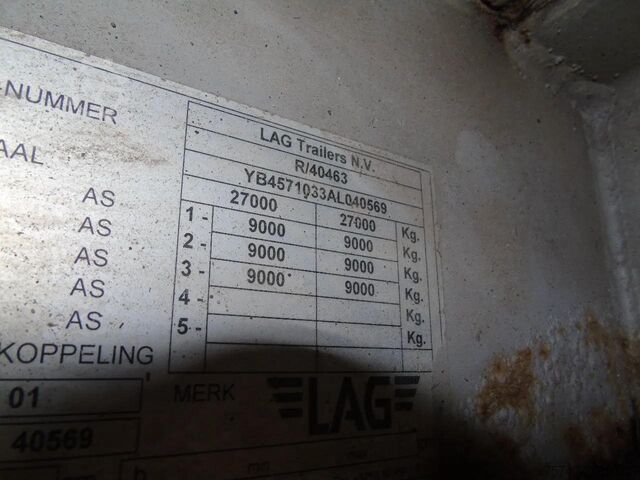 -NUMMER
LAG Trailers N.V.
R/40463
AAL
YB4571033AL040569
27000 27000 Kg.
AS 1- 9000 9000 Kg.
AS 2- 9000 9000 Kg.
AS 3- 9000 9000 Kg.
AS 4- Kg.
AS 5- Kg.
KOPPELING
01
MERK LAG
40569
min